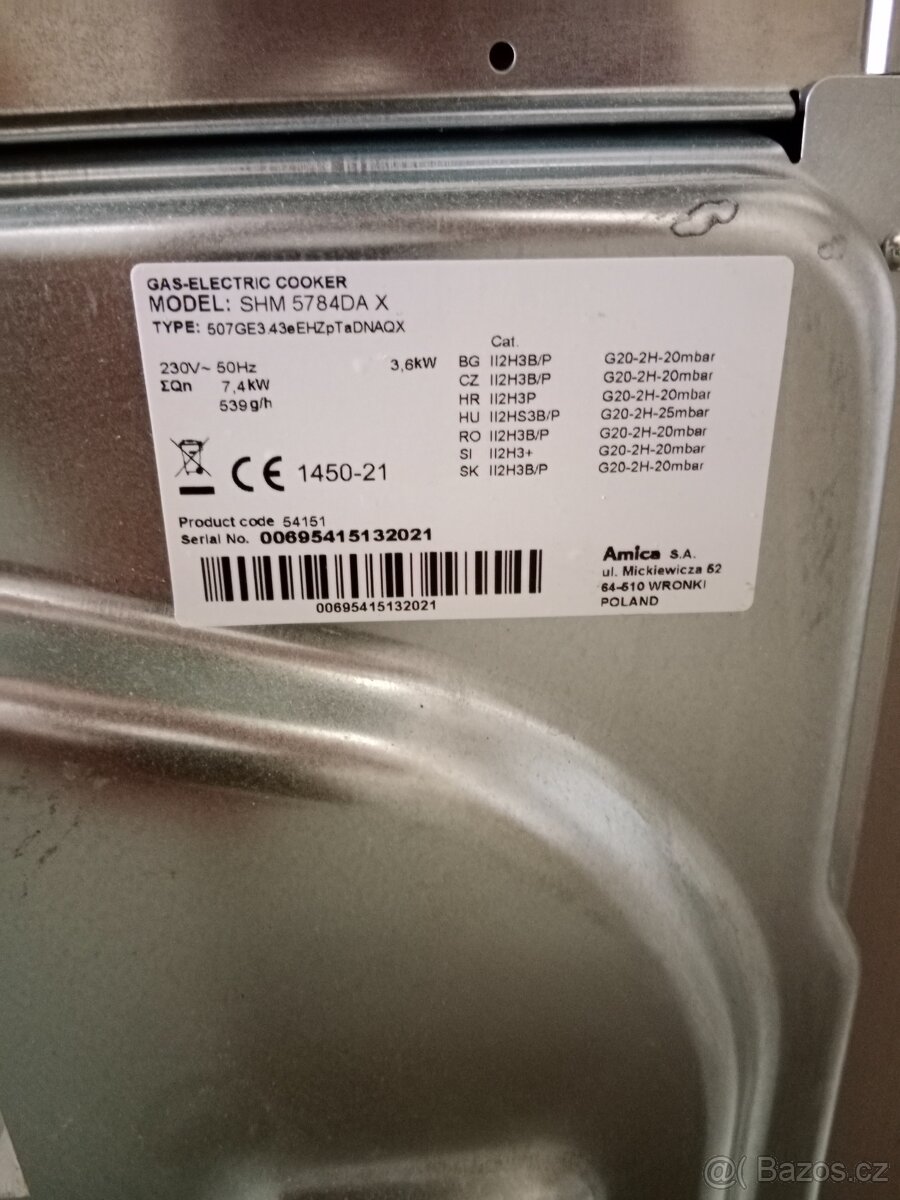 GAS-ELECTRIC COOKER
MODEL: SHM 5784DA X
TYPE: 507GE3.43eEHZpTaDNAQX
230V~ 50Hz 3,6kW
ΣQn 7,4kW
539g/h
Cat.
BG II2H3B/P G20-2H-20mbar
CZ II2H3B/P G20-2H-20mbar
HR II2H3P G20-2H-20mbar
HU II2HS3B/P G20-2H-25mbar
RO II2H3B/P G20-2H-20mbar
SI II2H3+ G20-2H-20mbar
SK II2H3B/P G20-2H-20mbar
CE 1450-21
Product code 54151
Serial No. 00695415132021
00695415132021
Amica S.A.
ul. Mickiewicza 52
64-510 WRONKI
POLAND
@( Bazos.cz